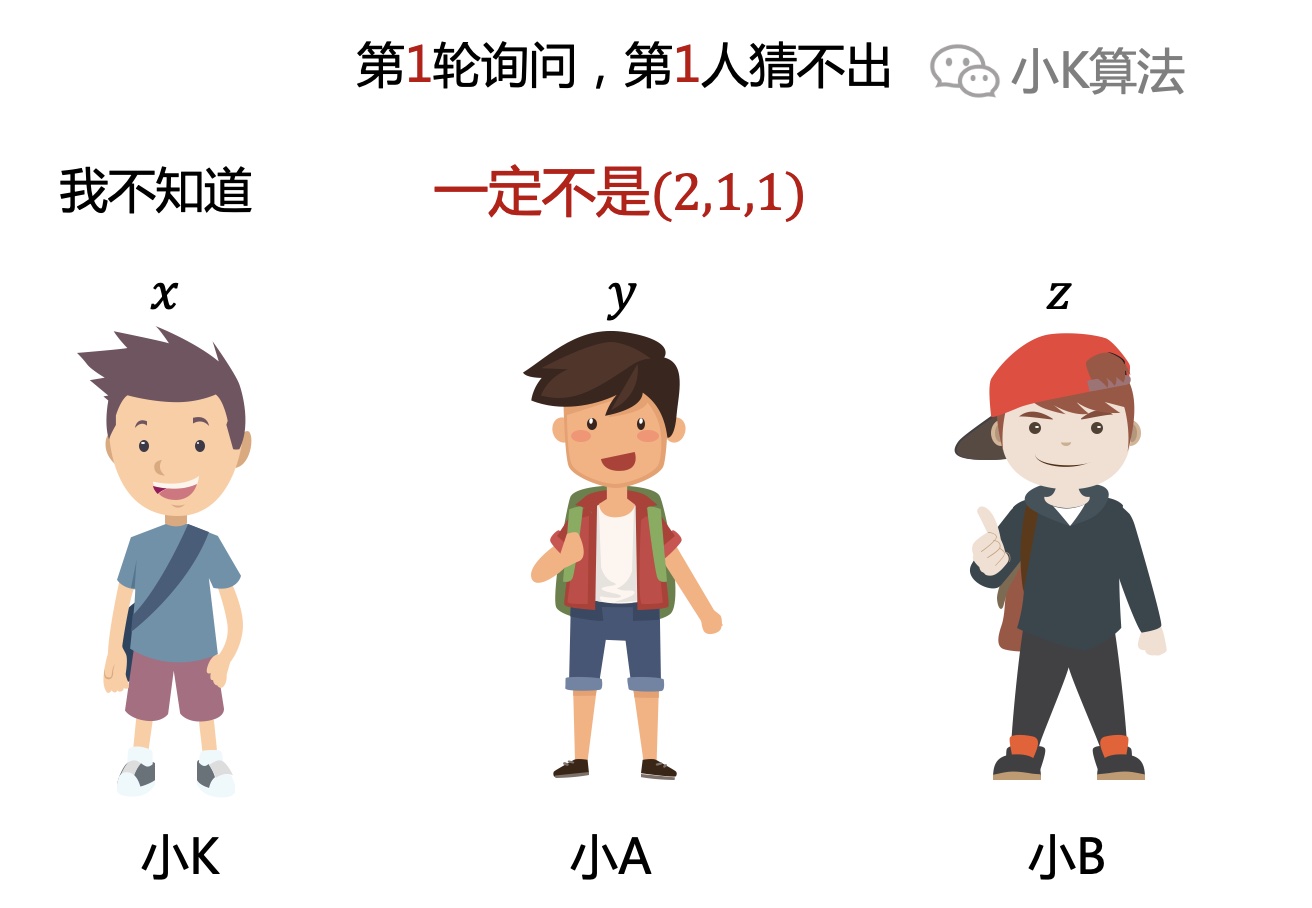 第1轮询问，第1人猜不出
小K算法
我不知道
一定不是(2,1,1)
x
y
z
小K
小A
小B